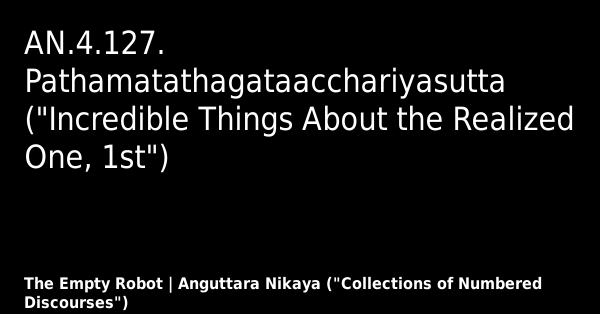 AN.4.127.
Pathamatathagataacchariyasutta
("Incredible Things About the Realized
One, 1st")
The Empty Robot | Anguttara Nikaya ("Collections of Numbered
Discourses")